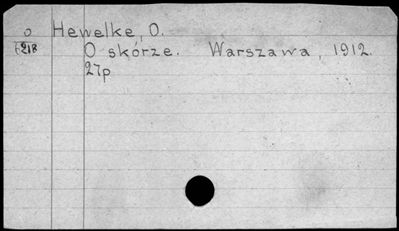 o Hewelke, O.
O skórze. Warszawa, 1912.
27p